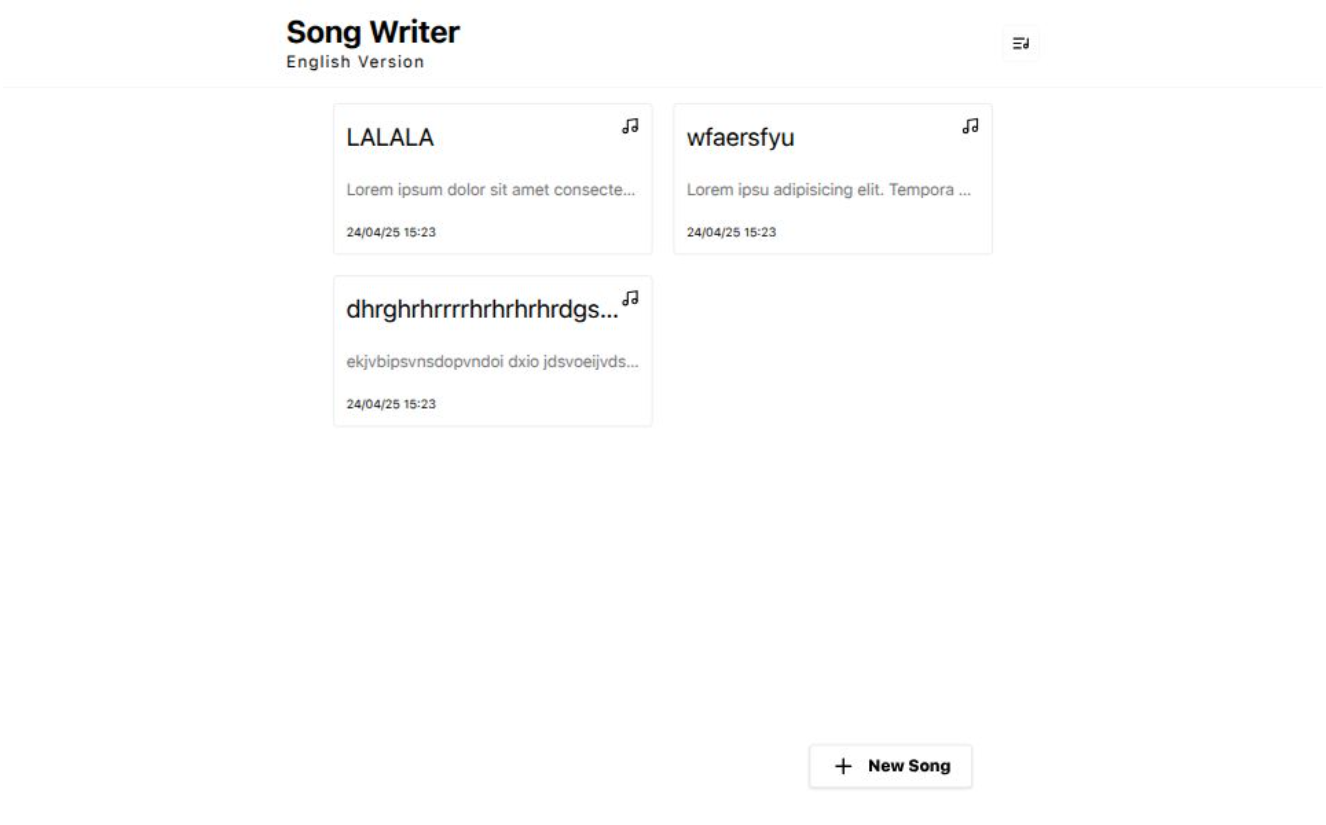 Song Writer
English Version
LALALA
Lorem ipsum dolor sit amet consecte...
24/04/25 15:23
wfaersfyu
Lorem ipsu adipisicing elit. Tempora ...
24/04/25 15:23
dhrghrhrrrrhrhrhrhrdgs...
ekjvbipsvnsdopvndoi dxio jdsvoeijvds...
24/04/25 15:23
New Song